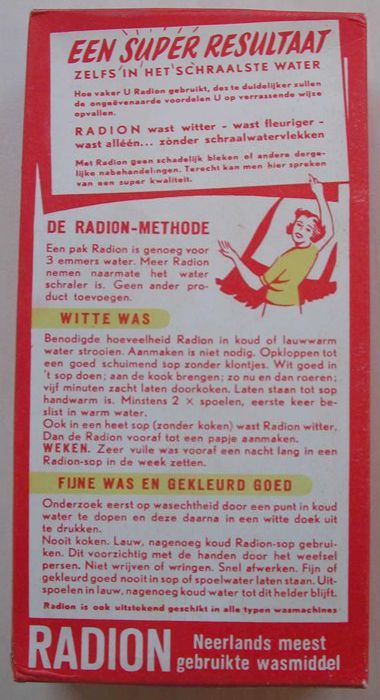 EEN SUPER RESULTAAT
ZELFS IN HET SCHRAALSTE WATER
Hoe vaker U Radion gebruikt, des te duidelijker zullen
de ongeëvenaarde voordelen U op verrassende wijze
opvallen.
RADION wast witter - wast fleuriger -
wast alléén... zònder schraalwatervlekken
Met Radion geen schadelijk bleken of andere derge-
lijke nabehandelingen. Terecht kan men hier spreken
van een super kwaliteit.
DE RADION-METHODE
Een pak Radion is genoeg voor
3 emmers water. Meer Radion
nemen naarmate het water
schraler is. Geen ander pro-
duct toevoegen.
WITTE WAS
Benodigde hoeveelheid Radion in koud of lauwwarm
water strooien. Aanmaken is niet nodig. Opkloppen tot
een goed schuimend sop zonder klontjes. Wit goed in
't sop doen; aan de kook brengen; zo nu en dan roeren;
vijf minuten zacht laten doorkoken. Laten staan tot sop
handwarm is. Minstens 2 × spoelen, eerste keer be-
slist in warm water.
Ook in een heet sop (zonder koken) wast Radion witter.
Dan de Radion vooraf tot een papje aanmaken.
WEKEN. Zeer vuile was vooraf een nacht lang in een
Radion-sop in de week zetten.
FIJNE WAS EN GEKLEURD GOED
Onderzoek eerst op wasechtheid door een punt in koud
water te dopen en deze daarna in een witte doek uit
te drukken.
Nooit koken. Lauw, nagenoeg koud Radion-sop gebrui-
ken. Dit voorzichtig met de handen door het weefsel
persen. Niet wrijven of wringen. Snel afwerken. Fijn of
gekleurd goed nooit in sop of spoelwater laten staan. Uit-
spoelen in lauw, nagenoeg koud water tot dit helder blijft.
Radion is ook uitstekend geschikt in alle typen wasmachines
RADION
Neerlands meest
gebruikte wasmiddel